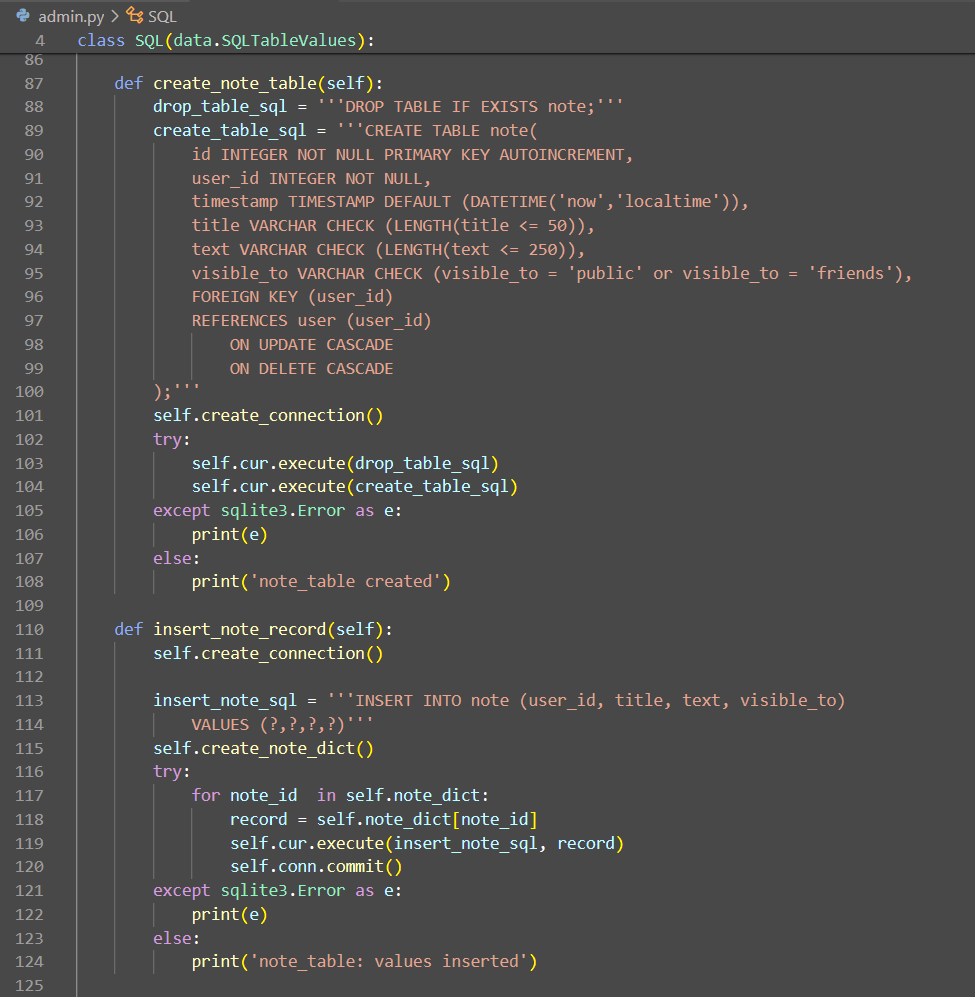 admin.py > SQL
4 class SQL(data.SQLTableValues):
86
87 def create_note_table(self):
88 drop_table_sql = '''DROP TABLE IF EXISTS note;'''
89 create_table_sql = '''CREATE TABLE note(
90 id INTEGER NOT NULL PRIMARY KEY AUTOINCREMENT,
91 user_id INTEGER NOT NULL,
92 timestamp TIMESTAMP DEFAULT (DATETIME('now','localtime')),
93 title VARCHAR CHECK (LENGTH(title <= 50)),
94 text VARCHAR CHECK (LENGTH(text <= 250)),
95 visible_to VARCHAR CHECK (visible_to = 'public' or visible_to = 'friends'),
96 FOREIGN KEY (user_id)
97 REFERENCES user (user_id)
98 ON UPDATE CASCADE
99 ON DELETE CASCADE
100 );'''
101 self.create_connection()
102 try:
103 self.cur.execute(drop_table_sql)
104 self.cur.execute(create_table_sql)
105 except sqlite3.Error as e:
106 print(e)
107 else:
108 print('note_table created')
109
110 def insert_note_record(self):
111 self.create_connection()
112
113 insert_note_sql = '''INSERT INTO note (user_id, title, text, visible_to)
114 VALUES (?,?,?,?)'''
115 self.create_note_dict()
116 try:
117 for note_id  in self.note_dict:
118 record = self.note_dict[note_id]
119 self.cur.execute(insert_note_sql, record)
120 self.conn.commit()
121 except sqlite3.Error as e:
122 print(e)
123 else:
124 print('note_table: values inserted')
125